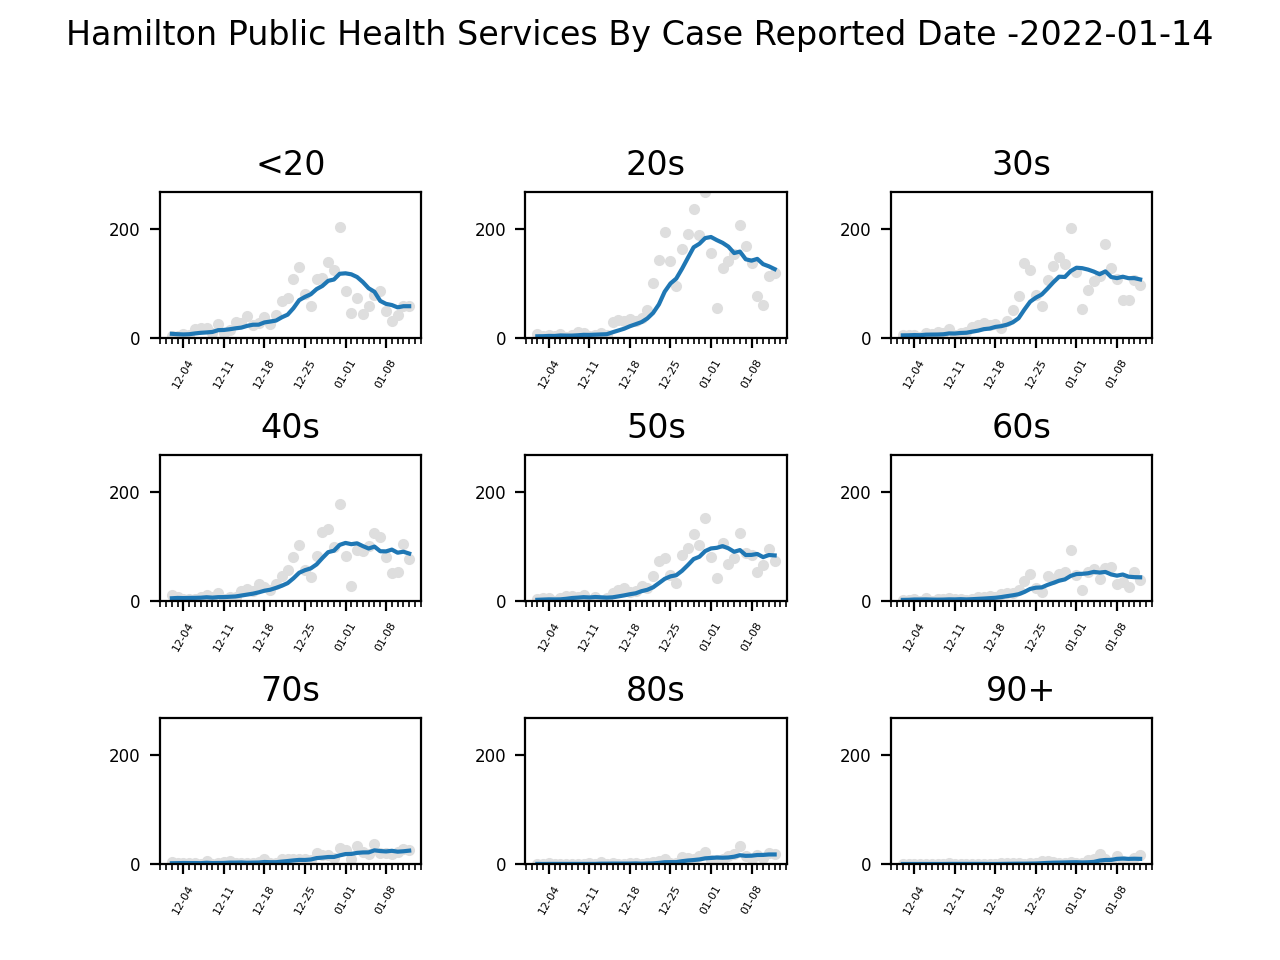 Hamilton Public Health Services By Case Reported Date -2022-01-14
<20 20s 30s
200 200 200
0 0 0
12-04 12-11 12-18 12-25 01-01 01-08 12-04 12-11 12-18 12-25 01-01 01-08 12-04 12-11 12-18 12-25 01-01 01-08
40s 50s 60s
200 200 200
0 0 0
12-04 12-11 12-18 12-25 01-01 01-08 12-04 12-11 12-18 12-25 01-01 01-08 12-04 12-11 12-18 12-25 01-01 01-08
70s 80s 90+
200 200 200
0 0 0
12-04 12-11 12-18 12-25 01-01 01-08 12-04 12-11 12-18 12-25 01-01 01-08 12-04 12-11 12-18 12-25 01-01 01-08